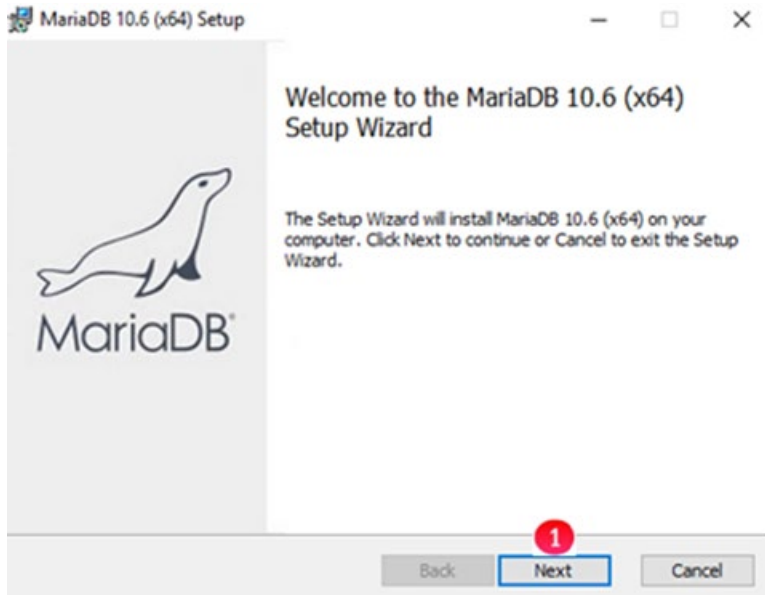 MariaDB 10.6 (x64) Setup
Welcome to the MariaDB 10.6 (x64)
Setup Wizard
The Setup Wizard will install MariaDB 10.6 (x64) on your
computer. Click Next to continue or Cancel to exit the Setup
Wizard.
MariaDB®
1
Back
Next
Cancel